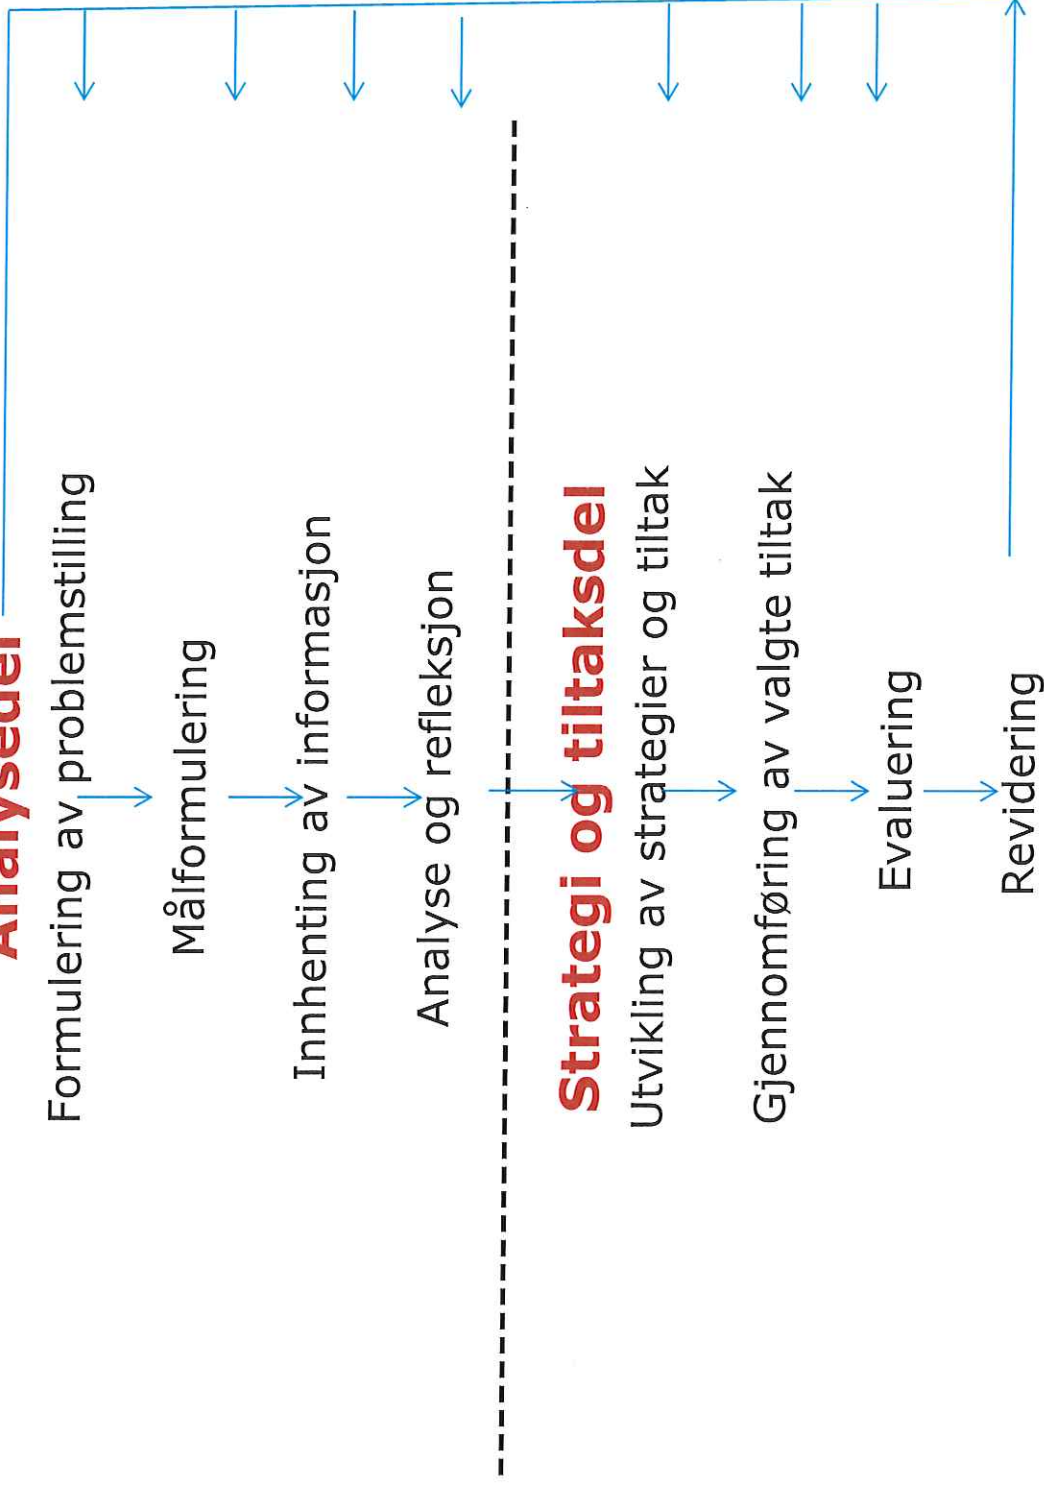 Analysedel
Formulering av problemstilling
Målformulering
Innhenting av informasjon
Analyse og refleksjon
Strategi og tiltaksdel
Utvikling av strategier og tiltak
Gjennomføring av valgte tiltak
Evaluering
Revidering